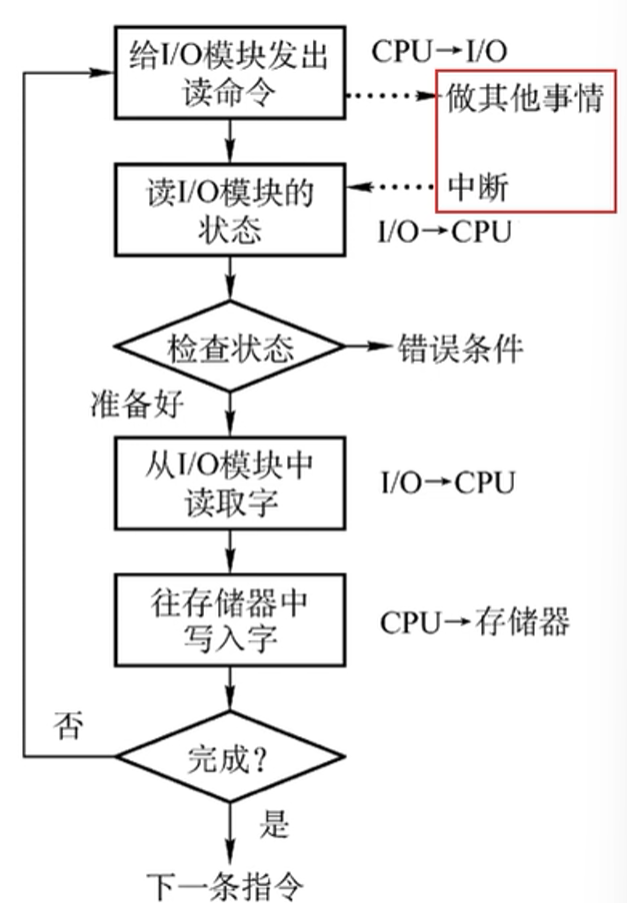 给I/O模块发出
读命令
CPU→I/O
做其他事情
读I/O模块的
状态
中断
I/O→CPU
检查状态
错误条件
准备好
从I/O模块中
读取字
I/O→CPU
往存储器中
写入字
CPU→存储器
否
完成？
是
下一条指令